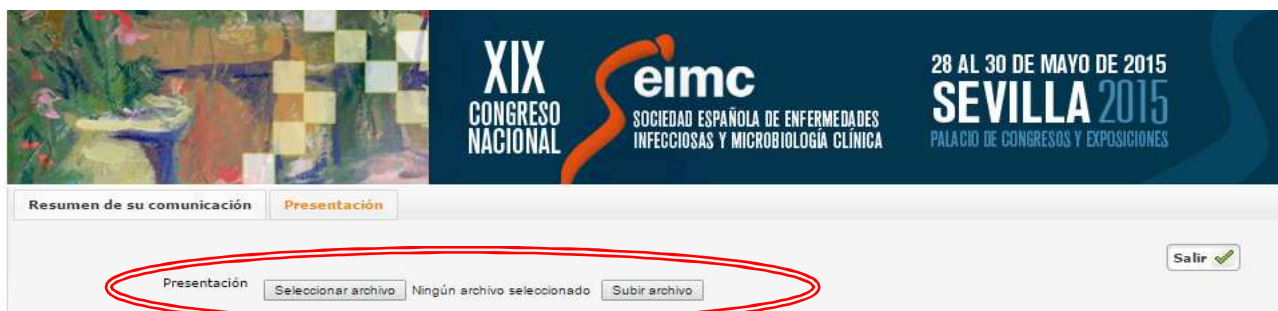 XIX
CONGRESO
NACIONAL
Seimc
SOCIEDAD ESPAÑOLA DE ENFERMEDADES
INFECCIOSAS Y MICROBIOLOGÍA CLÍNICA
28 AL 30 DE MAYO DE 2015
SEVILLA 2015
PALACIO DE CONGRESOS Y EXPOSICIONES
Resumen de su comunicación Presentación
Salir
Presentación Seleccionar archivo Ningún archivo seleccionado Subir archivo